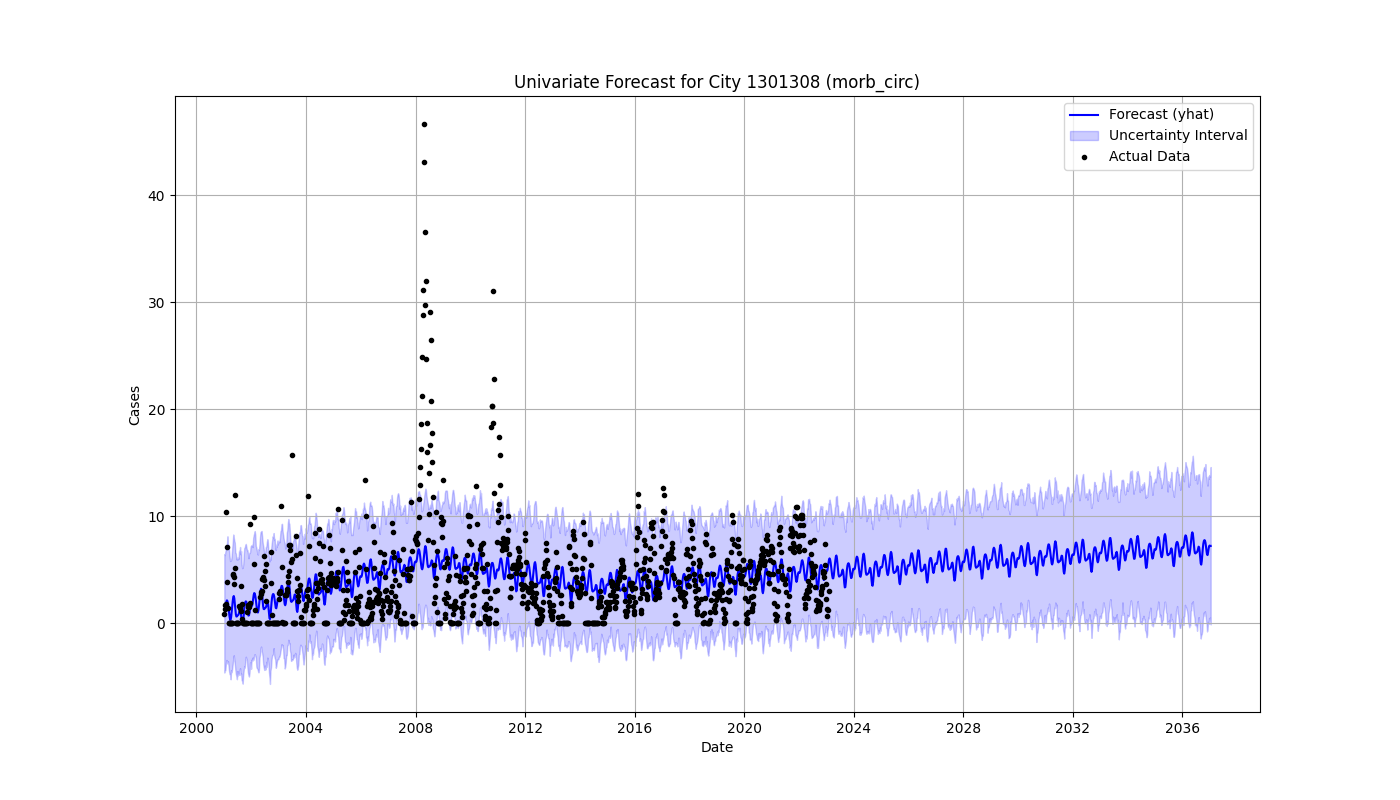 Univariate Forecast for City 1301308 (morb_circ)
Forecast (yhat)
Uncertainty Interval
Actual Data
Cases
40
30
20
10
0
2000 2004 2008 2012 2016 2020 2024 2028 2032 2036
Date